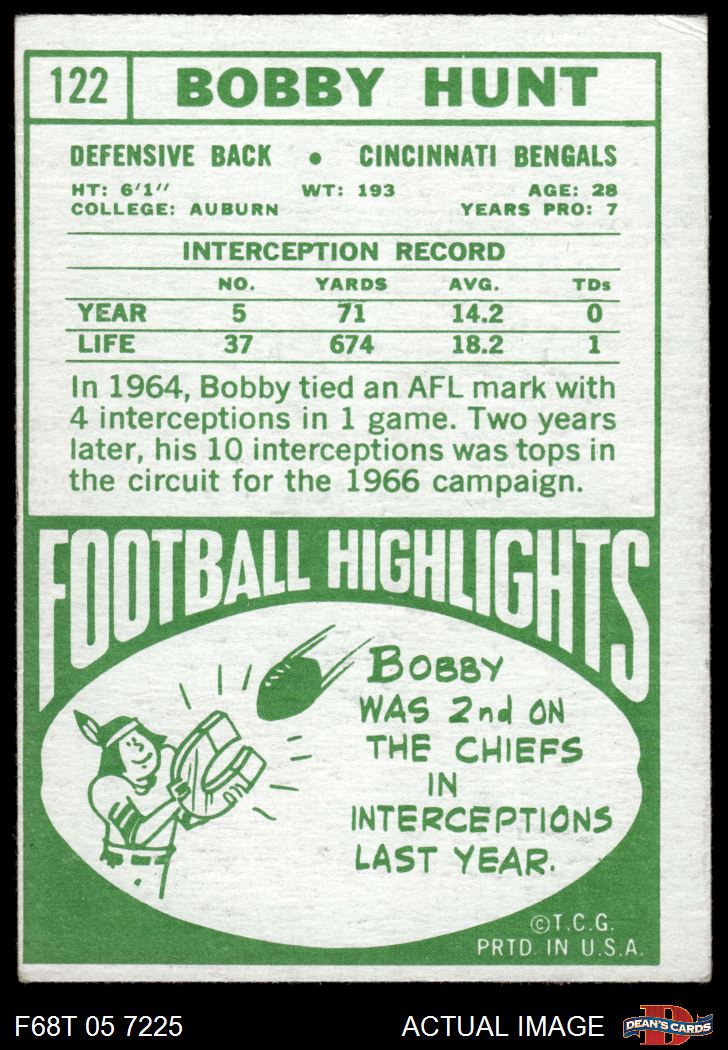 122
BOBBY HUNT
DEFENSIVE BACK • CINCINNATI BENGALS
HT: 6'1'' WT: 193 AGE: 28
COLLEGE: AUBURN YEARS PRO: 7
INTERCEPTION RECORD
NO. YARDS AVG. TDs
YEAR 5 71 14.2 0
LIFE 37 674 18.2 1
In 1964, Bobby tied an AFL mark with
4 interceptions in 1 game. Two years
later, his 10 interceptions was tops in
the circuit for the 1966 campaign.
FOOTBALL HIGHLIGHTS
BOBBY
WAS 2nd ON
THE CHIEFS
IN
INTERCEPTIONS
LAST YEAR.
©T.C.G.
PRTD. IN U.S.A.
F68T 05 7225
ACTUAL IMAGE
D
DEAN'S CARDS